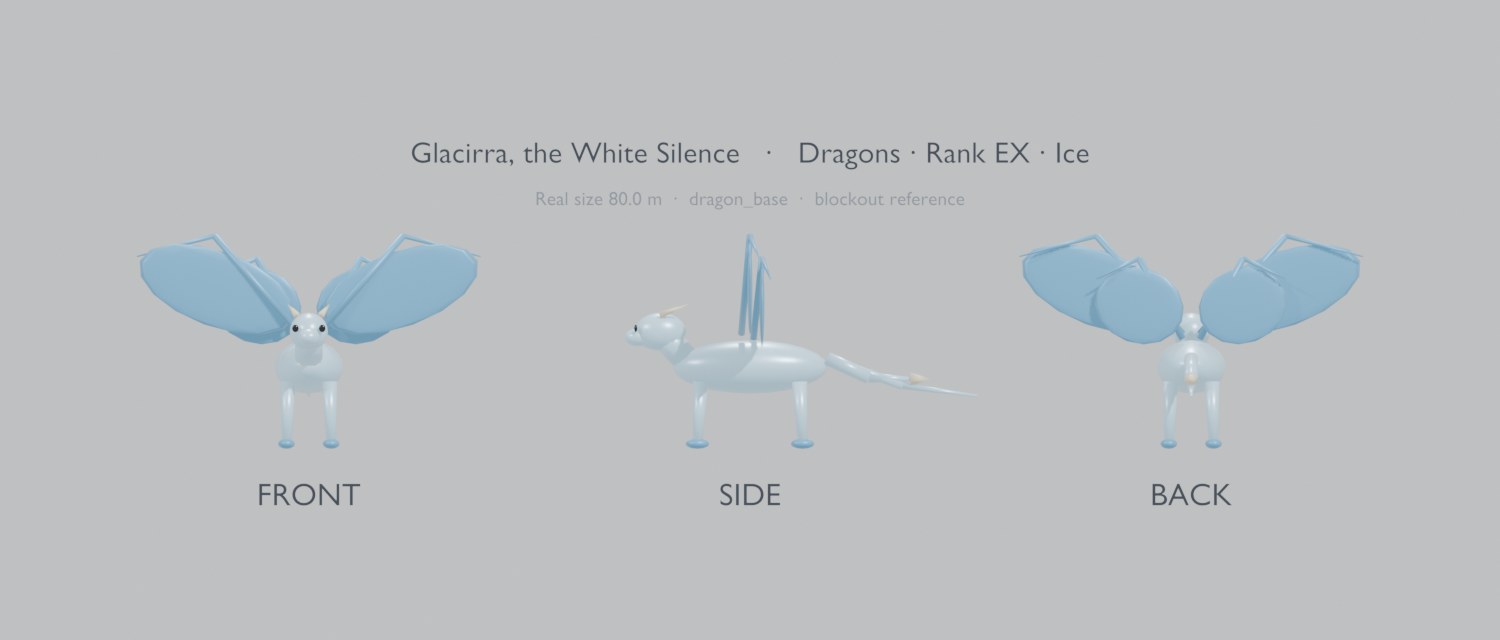 Glacirra, the White Silence · Dragons · Rank EX · Ice
Real size 80.0 m · dragon_base · blockout reference
FRONT
SIDE
BACK